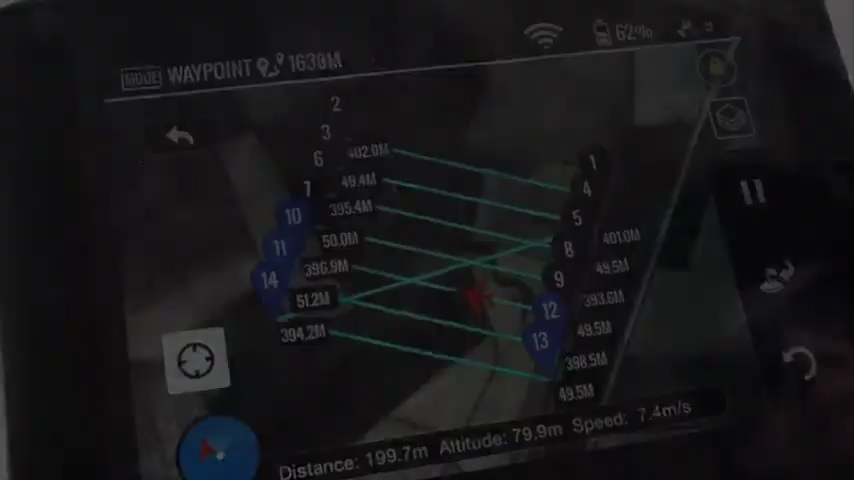 62% 3
MODE WAYPOINT 1630M
2
3
6 402.0M 1
7 49.4M 4
10 395.4M 5
11 50.0M 8 401.0M
14 396.9M 9 49.5M
51.2M 12 393.6M
394.2M 13 49.5M
398.5M
49.5M
Distance: 199.7m Altitude: 79.9m Speed: 7.4m/s